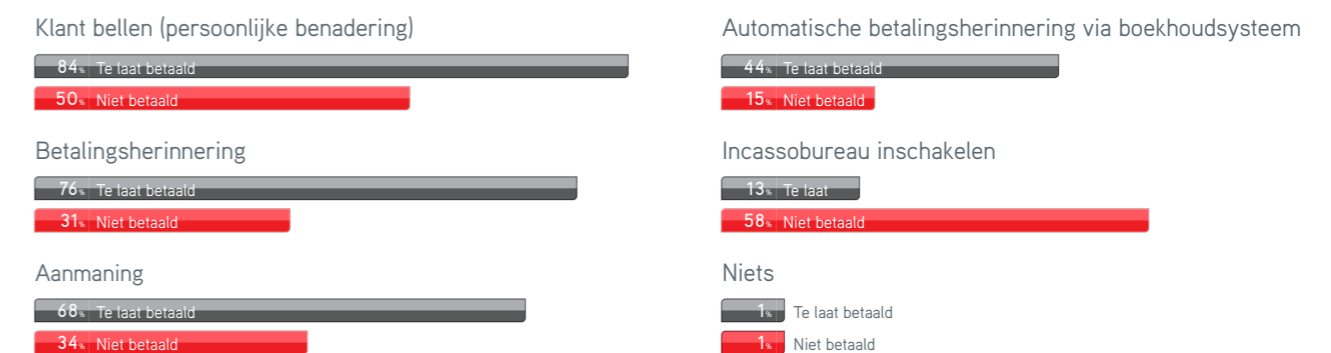 Klant bellen (persoonlijke benadering)
84% Te laat betaald
50% Niet betaald
Betalingsherinnering
76% Te laat betaald
31% Niet betaald
Aanmaning
68% Te laat betaald
34% Niet betaald
Automatische betalingsherinnering via boekhoudsysteem
44% Te laat betaald
15% Niet betaald
Incassobureau inschakelen
13% Te laat
58% Niet betaald
Niets
1% Te laat betaald
1% Niet betaald